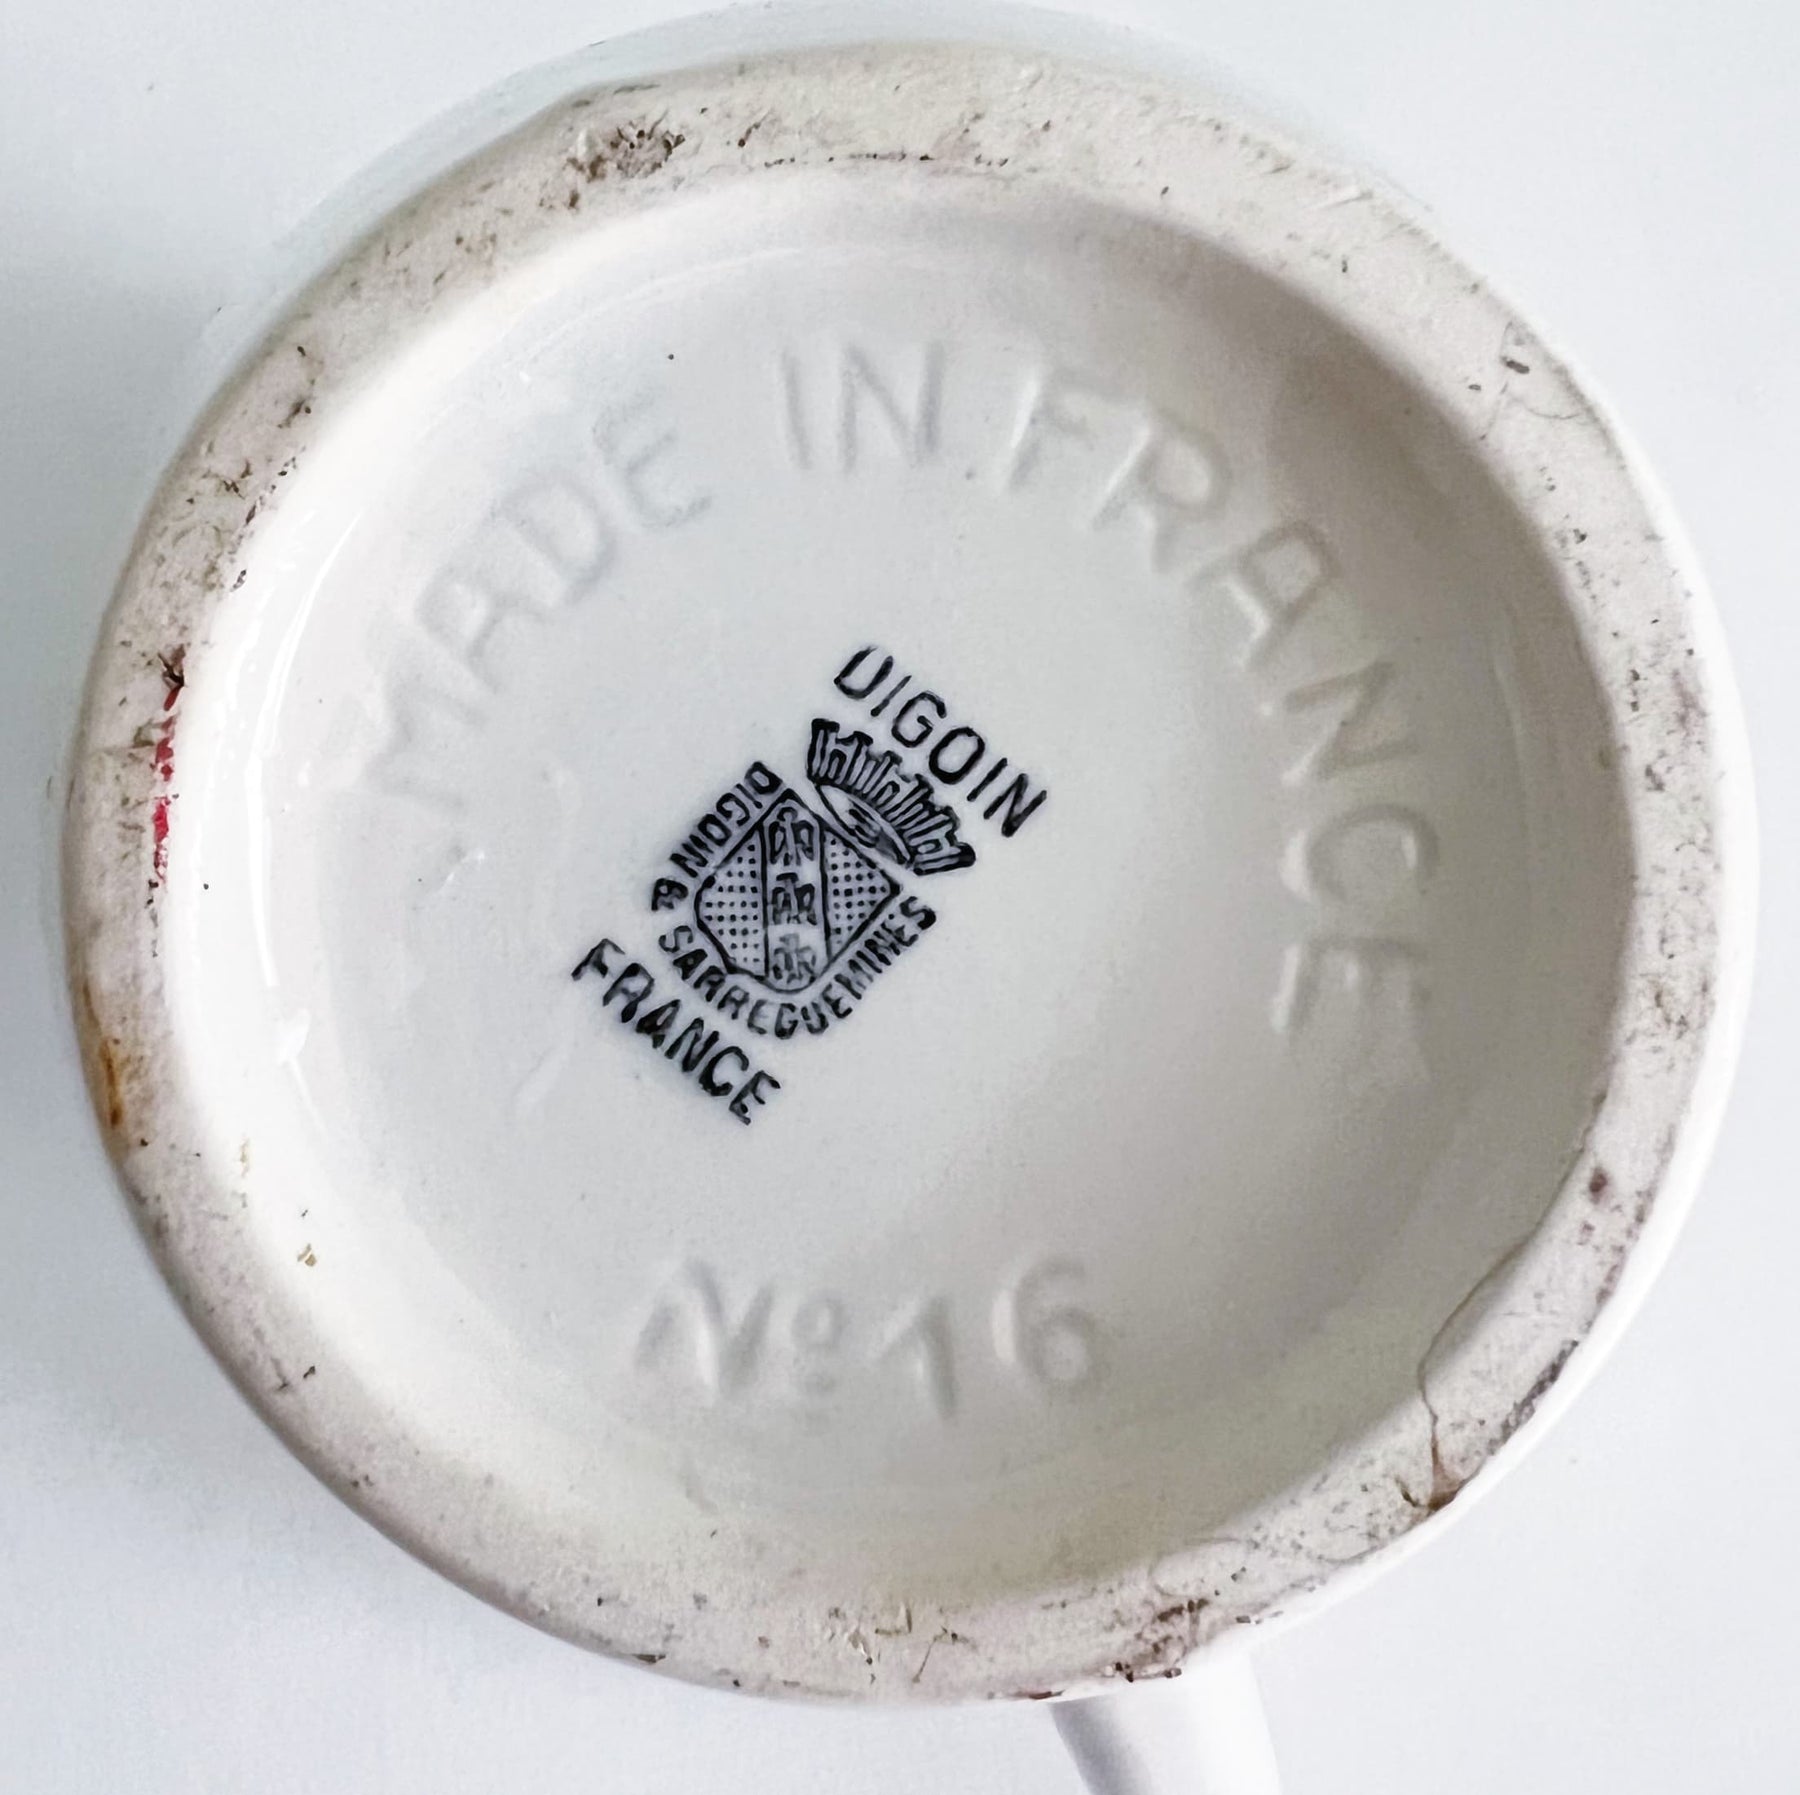 MADE IN FRANCE
DIGOIN
DIGOIN & SARREGUEMINES
FRANCE
Nº 16